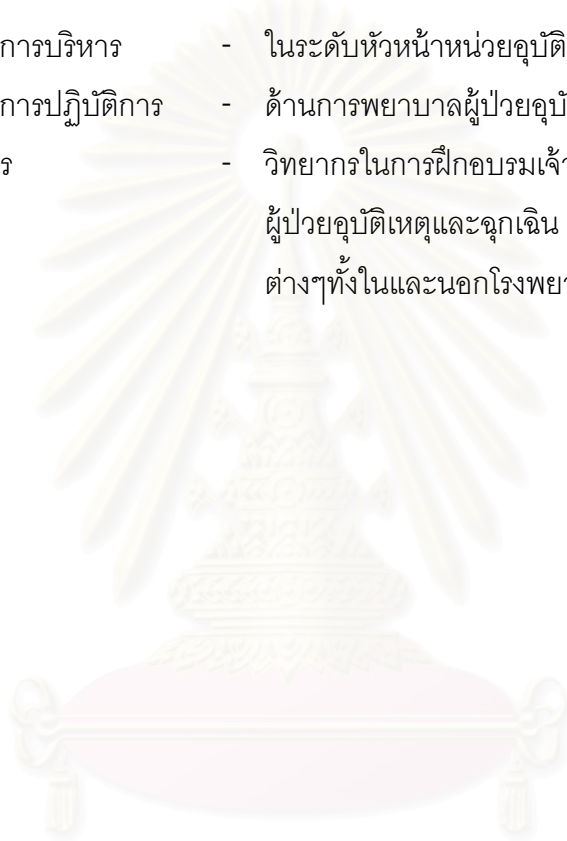 การบริหาร - ในระดับหัวหน้าหน่วยอุบัติ
การปฏิบัติการ - ด้านการพยาบาลผู้ป่วยอุบั
ร - วิทยากรในการฝึกอบรมเจ้า
ผู้ป่วยอุบัติเหตุและฉุกเฉิน
ต่างๆทั้งในและนอกโรงพยา